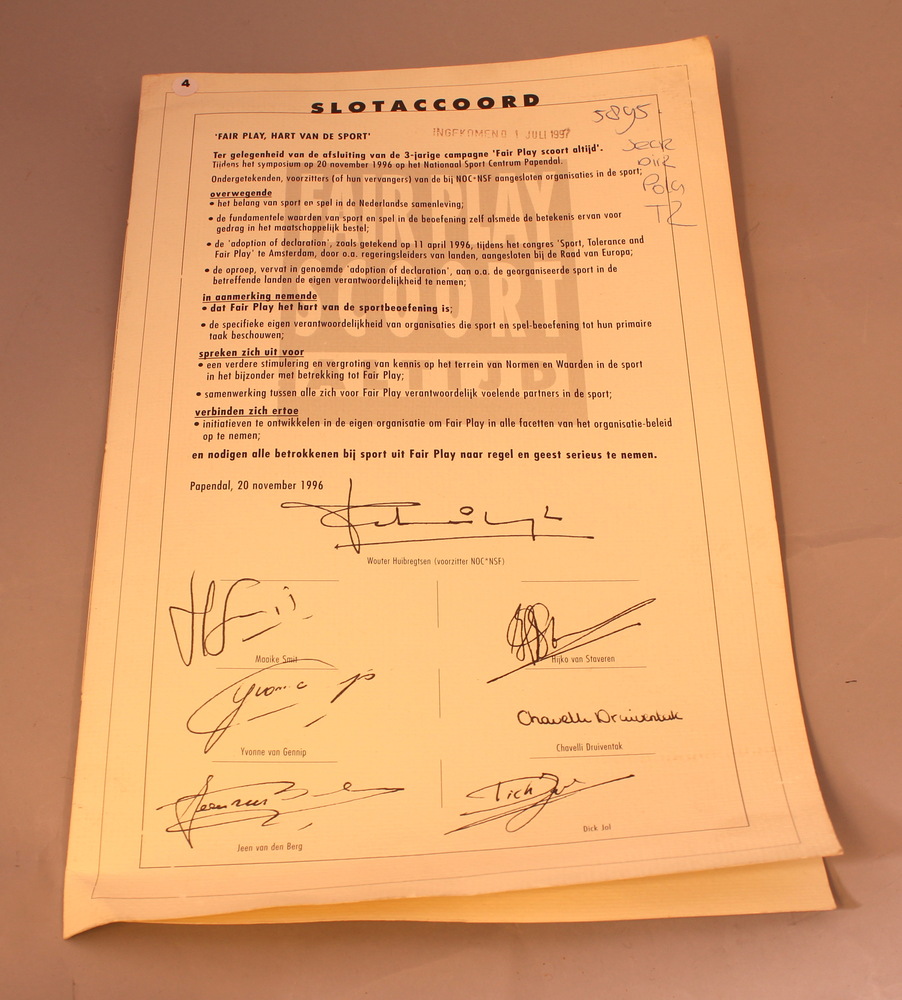 4
SLOTACCOORD
5895
'FAIR PLAY, HART VAN DE SPORT'
INGEKOMEN 0 1 JULI 1997
Ter gelegenheid van de afsluiting van de 3-jarige campagne 'Fair Play scoort altijd'.
Tijdens het symposium op 20 november 1996 op het Nationaal Sport Centrum Papendal.
Ondergetekenden, voorzitters (of hun vervangers) van de bij NOC*NSF aangesloten organisaties in de sport;
overwegende
• het belang van sport en spel in de Nederlandse samenleving;
• de fundamentele waarden van sport en spel in de beoefening zelf alsmede de betekenis ervan voor
gedrag in het maatschappelijk bestel;
• de 'adoption of declaration', zoals getekend op 11 april 1996, tijdens het congres 'Sport, Tolerance and
Fair Play' te Amsterdam, door o.a. regeringsleiders van landen, aangesloten bij de Raad van Europa;
• de oproep, vervat in genoemde 'adoption of declaration', aan o.a. de georganiseerde sport in de
betreffende landen de eigen verantwoordelijkheid te nemen;
in aanmerking nemende
• dat Fair Play het hart van de sportbeoefening is;
• de specifieke eigen verantwoordelijkheid van organisaties die sport en spel-beoefening tot hun primaire
taak beschouwen;
spreken zich uit voor
• een verdere stimulering en vergroting van kennis op het terrein van Normen en Waarden in de sport
in het bijzonder met betrekking tot Fair Play;
• samenwerking tussen alle zich voor Fair Play verantwoordelijk voelende partners in de sport;
verbinden zich ertoe
• initiatieven te ontwikkelen in de eigen organisatie om Fair Play in alle facetten van het organisatie-beleid
op te nemen;
en nodigen alle betrokkenen bij sport uit Fair Play naar regel en geest serieus te nemen.
FAIR PLAY
SCOORT
ALTIJD
Papendal, 20 november 1996
Wouter Huibregtsen (voorzitter NOC*NSF)
Maaike Smit
Hijko van Staveren
Yvonne van Gennip
Chavelli Druiventak
Chavelli Druiventak
Jeen van den Berg
Dick Jol